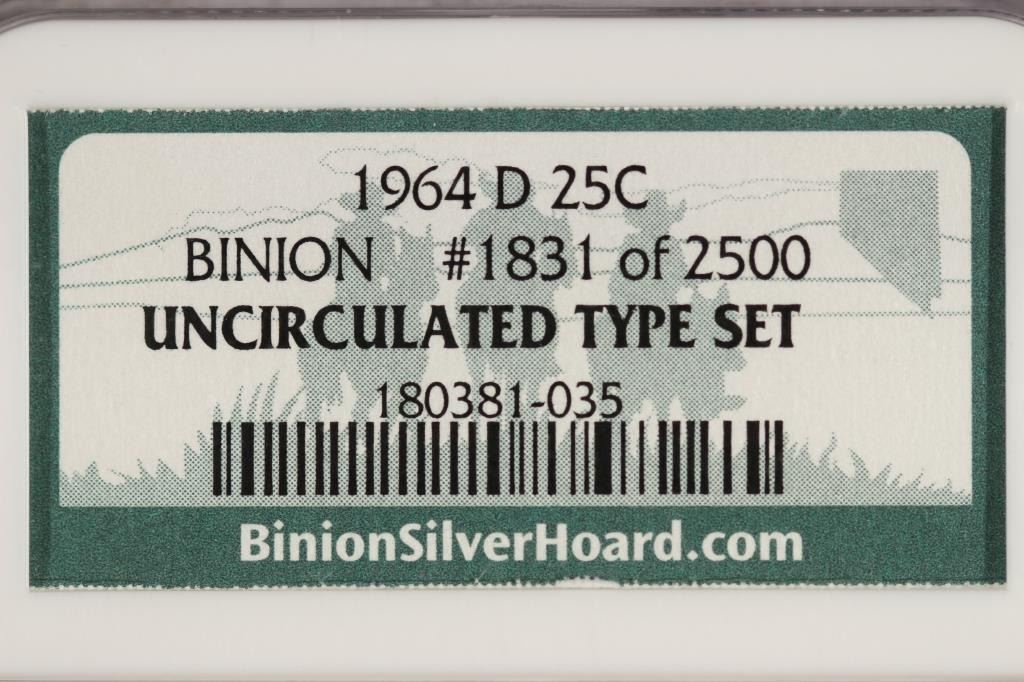 1964 D 25C
BINION #1831 of 2500
UNCIRCULATED TYPE SET
180381-035
BinionSilverHoard.com